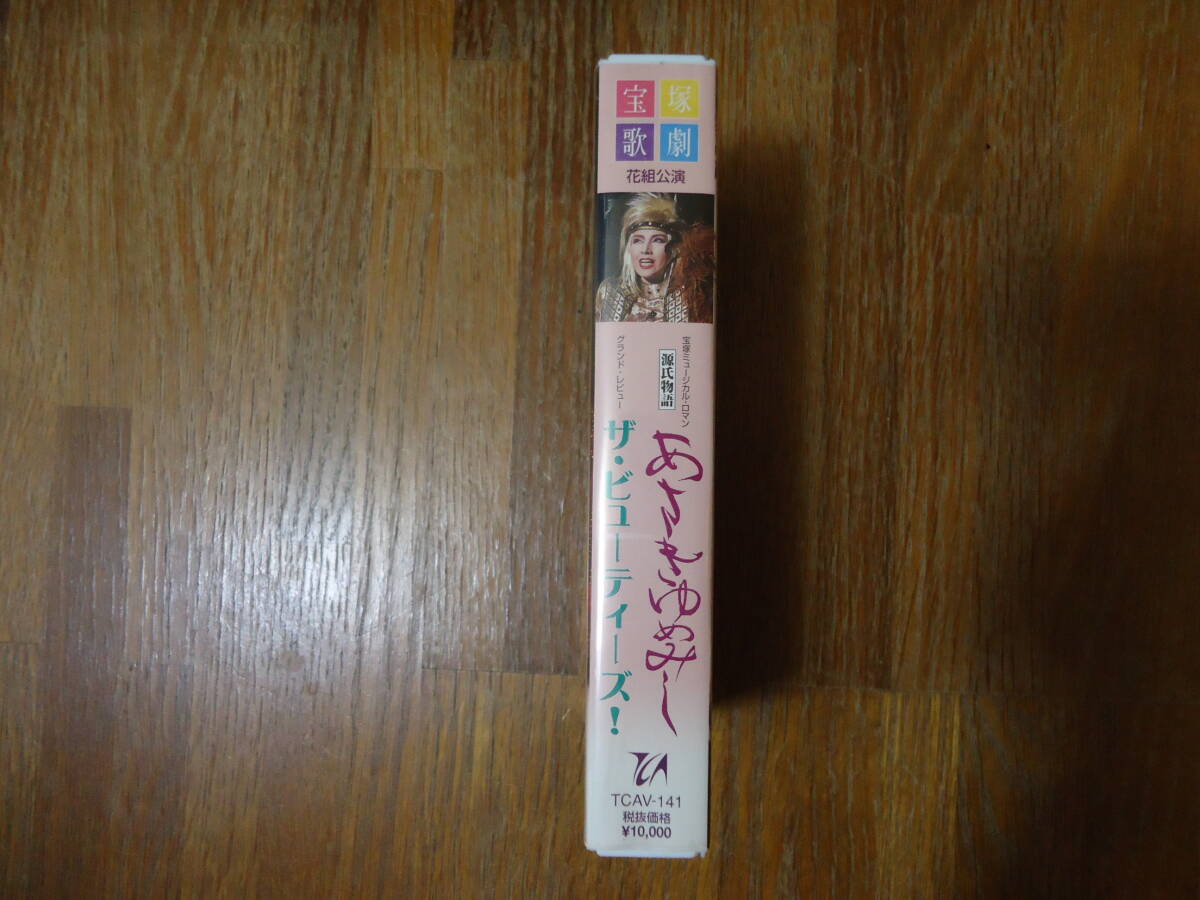 宝塚
歌劇
花組公演
宝塚ミュージカル・ロマン
源氏物語
あさきゆめみし
グランド・レビュー
ザ・ビューティーズ!
TCA
TCAV-141
税抜価格
¥10,000